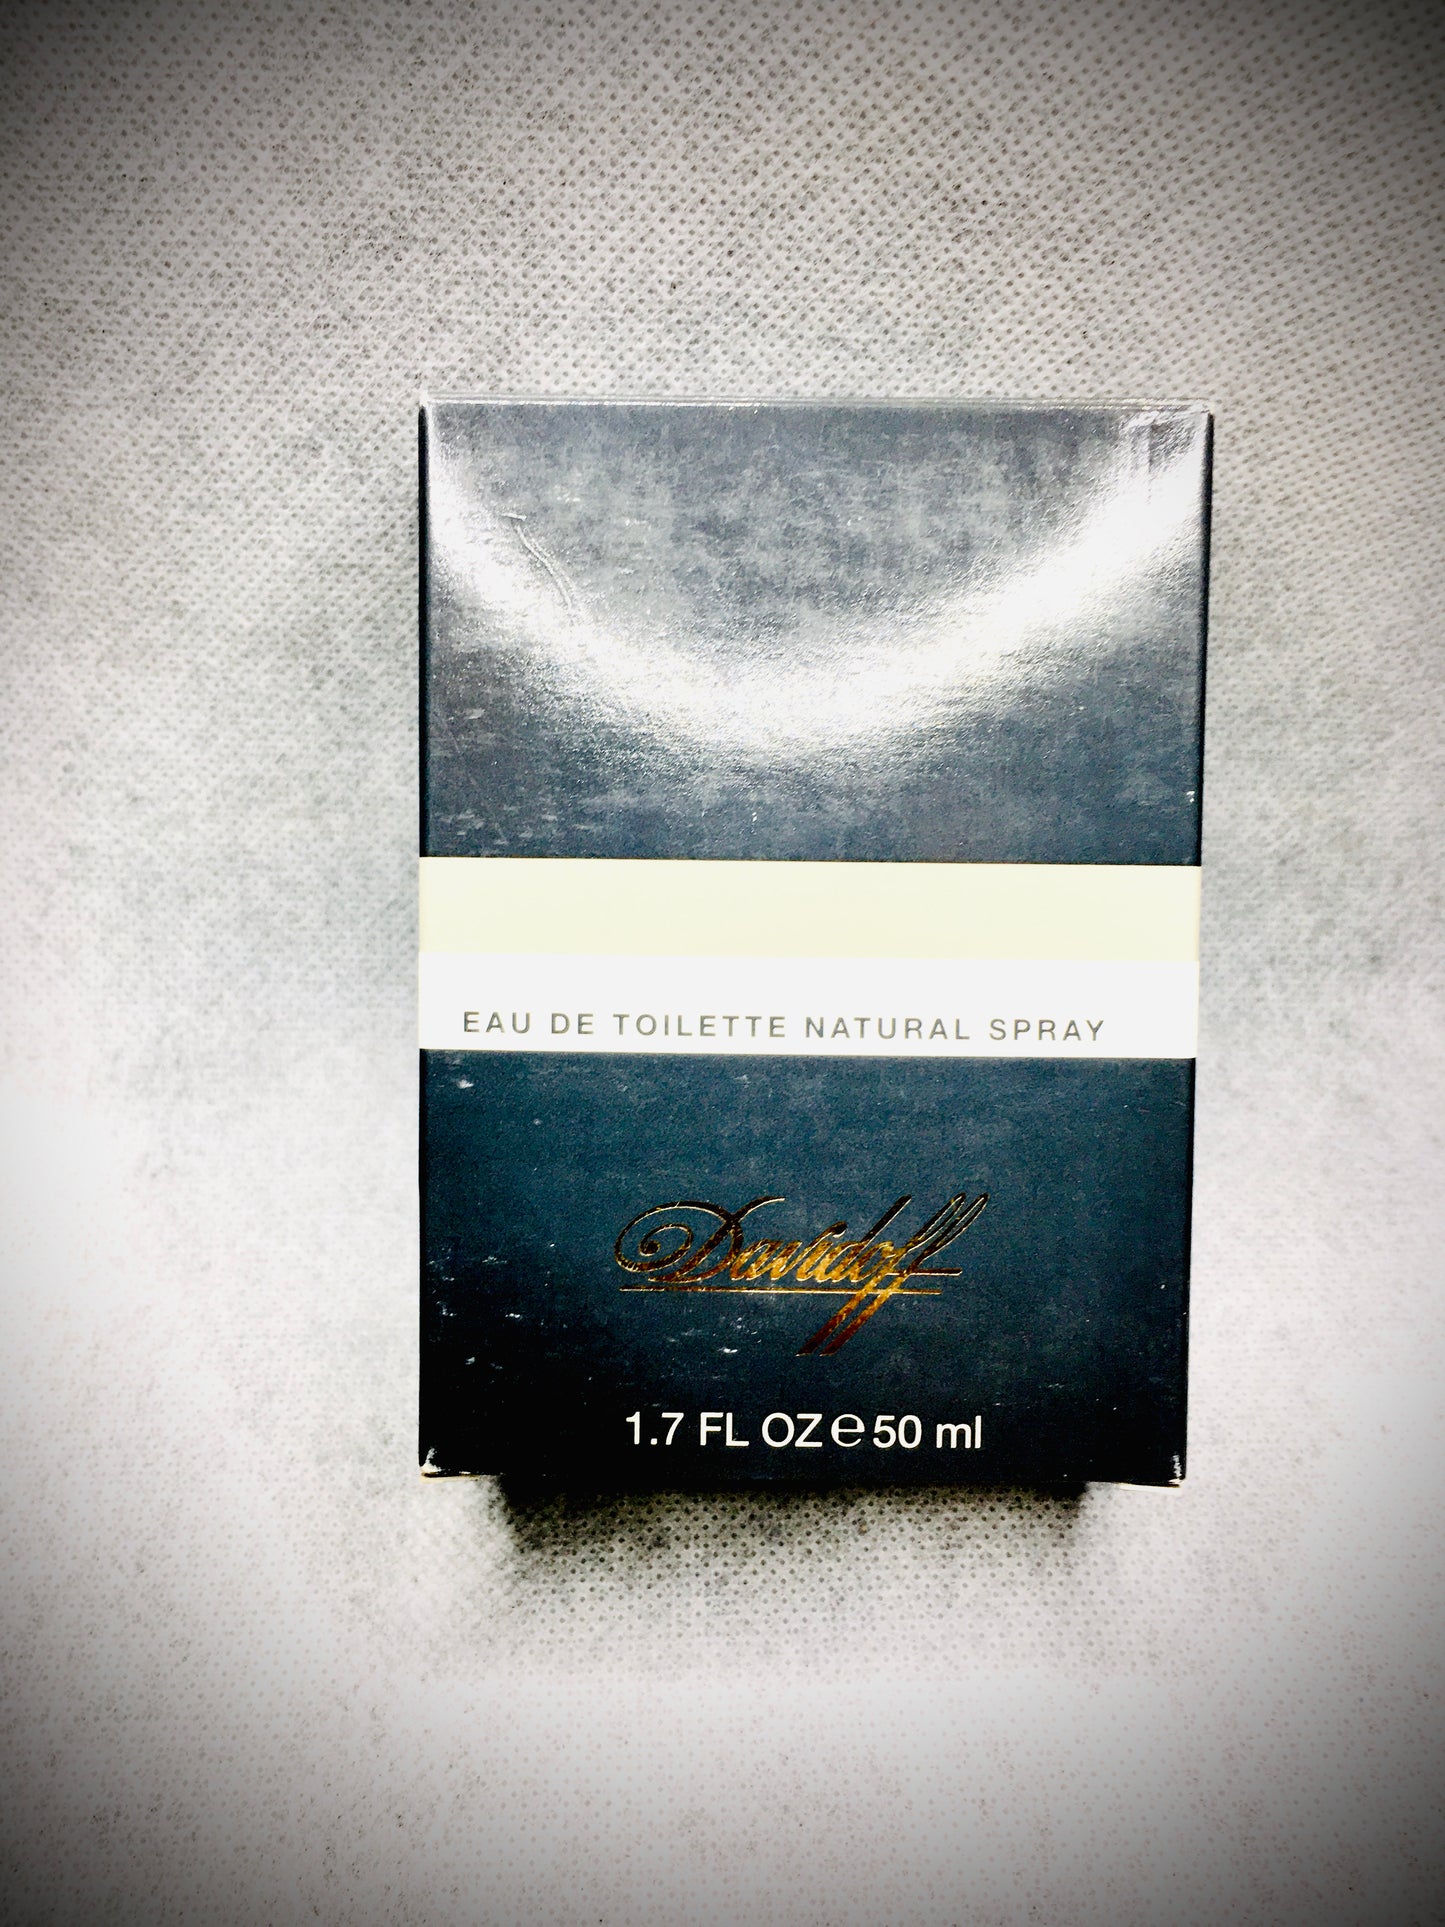 EAU DE TOILETTE NATURAL SPRAY
Davidoff
1.7 FL OZ ℮ 50 ml